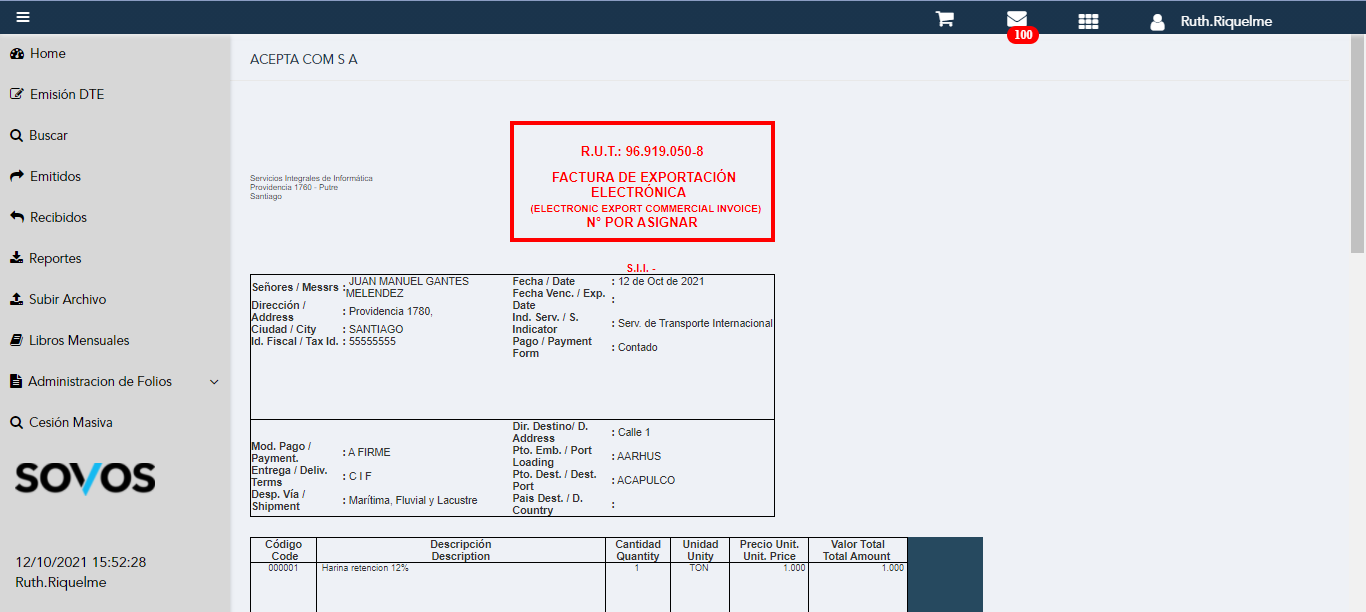 100
Ruth.Riquelme
Home
Emisión DTE
Buscar
Emitidos
Recibidos
Reportes
Subir Archivo
Libros Mensuales
Administracion de Folios
Cesión Masiva
SOVOS
12/10/2021 15:52:28
Ruth.Riquelme
ACEPTA COM S A
Servicios Integrales de Informática
Providencia 1760 - Putre
Santiago
R.U.T.: 96.919.050-8
FACTURA DE EXPORTACIÓN
ELECTRÓNICA
(ELECTRONIC EXPORT COMMERCIAL INVOICE)
N° POR ASIGNAR
S.I.I. -
Señores / Messrs : JUAN MANUEL GANTES
MELENDEZ
Dirección /
Address : Providencia 1780,
Ciudad / City : SANTIAGO
Id. Fiscal / Tax Id. : 55555555
Fecha / Date : 12 de Oct de 2021
Fecha Venc. / Exp.
Date :
Ind. Serv. / S.
Indicator : Serv. de Transporte Internacional
Pago / Payment
Form : Contado
Mod. Pago /
Payment. : A FIRME
Entrega / Deliv.
Terms : C I F
Desp. Vía /
Shipment : Marítima, Fluvial y Lacustre
Dir. Destino/ D.
Address : Calle 1
Pto. Emb. / Port
Loading : AARHUS
Pto. Dest. / Dest.
Port : ACAPULCO
Pais Dest. / D.
Country :
Código Descripción Cantidad Unidad Precio Unit. Valor Total
Code Description Quantity Unity Unit. Price Total Amount
000001 Harina retencion 12% 1 TON 1.000 1.000